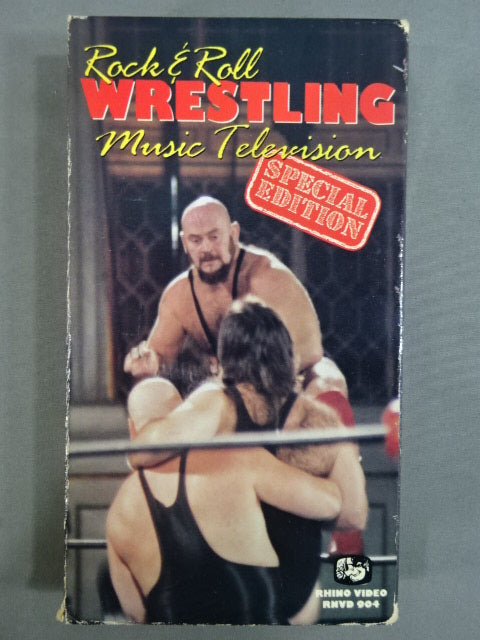 Rock & Roll
WRESTLING
Music Television
SPECIAL
EDITION
RHINO VIDEO
RNVD 904